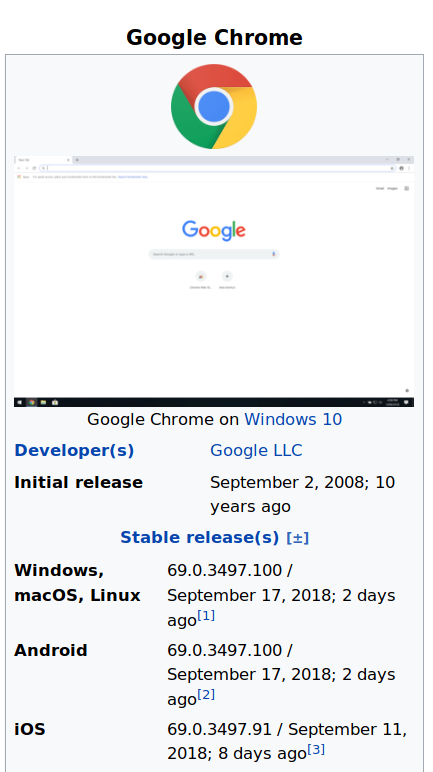 Google Chrome
Google
Google Chrome on Windows 10
Developer(s) Google LLC
Initial release September 2, 2008; 10
years ago
Stable release(s) [±]
Windows, 69.0.3497.100 /
macOS, Linux September 17, 2018; 2 days
ago[1]
Android 69.0.3497.100 /
September 17, 2018; 2 days
ago[2]
iOS 69.0.3497.91 / September 11,
2018; 8 days ago[3]